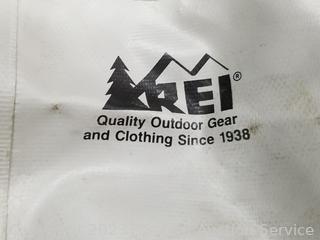 REI®
Quality Outdoor Gear
and Clothing Since 1938